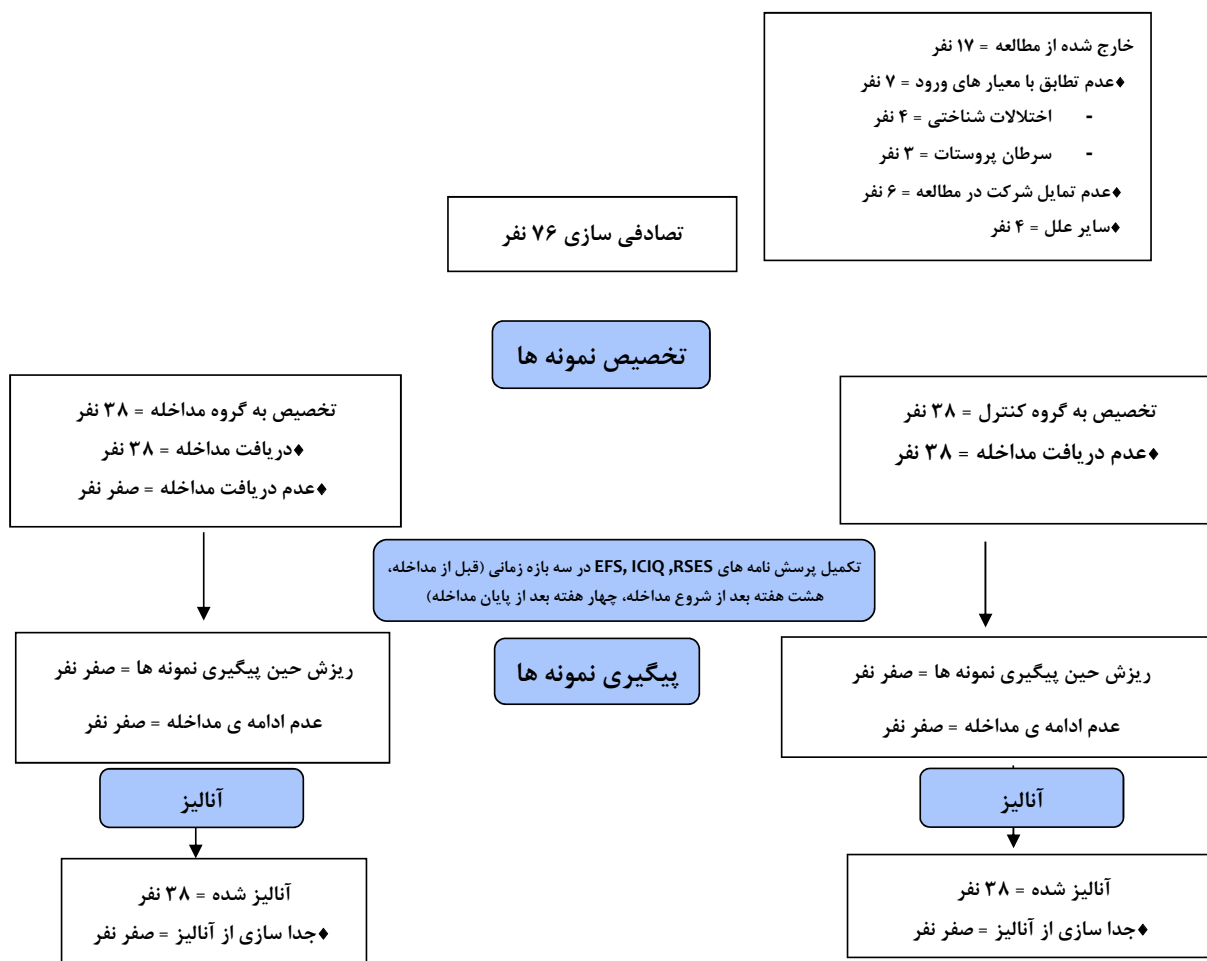 خارج شده از مطالعه = ۱۷ نفر
♦عدم تطابق با معیار های ورود = ۷ نفر
- اختلالات شناختی = ۴ نفر
- سرطان پروستات = ۳ نفر
♦عدم تمایل شرکت در مطالعه = ۶ نفر
♦سایر علل = ۴ نفر
تصادفی سازی ۷۶ نفر
تخصیص نمونه ها
تخصیص به گروه کنترل = ۳۸ نفر
♦عدم دریافت مداخله = ۳۸ نفر
تخصیص به گروه مداخله = ۳۸ نفر
♦دریافت مداخله = ۳۸ نفر
♦عدم دریافت مداخله = صفر نفر
تکمیل پرسش نامه های EFS, ICIQ ,RSES در سه بازه زمانی (قبل از مداخله،
هشت هفته بعد از شروع مداخله، چهار هفته بعد از پایان مداخله)
پیگیری نمونه ها
ریزش حین پیگیری نمونه ها = صفر نفر
عدم ادامه ی مداخله = صفر نفر
ریزش حین پیگیری نمونه ها = صفر نفر
عدم ادامه ی مداخله = صفر نفر
آنالیز
آنالیز
آنالیز شده = ۳۸ نفر
♦جدا سازی از آنالیز = صفر نفر
آنالیز شده = ۳۸ نفر
♦جدا سازی از آنالیز = صفر نفر